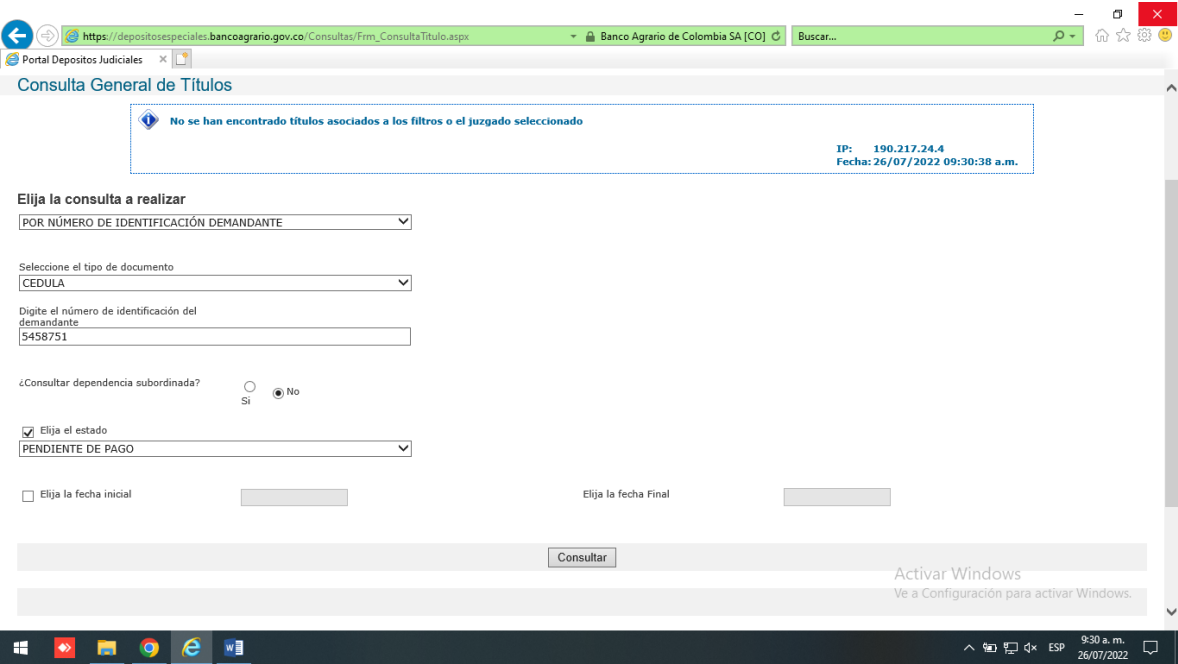 https://depositosespeciales.bancoagrario.gov.co/Consultas/Frm_ConsultaTitulo.aspx
Banco Agrario de Colombia SA [CO]
Buscar...
Portal Depositos Judiciales
Consulta General de Títulos
No se han encontrado títulos asociados a los filtros o el juzgado seleccionado
IP: 190.217.24.4
Fecha: 26/07/2022 09:30:38 a.m.
Elija la consulta a realizar
POR NÚMERO DE IDENTIFICACIÓN DEMANDANTE
Seleccione el tipo de documento
CEDULA
Digite el número de identificación del
demandante
5458751
¿Consultar dependencia subordinada?
Si
No
Elija el estado
PENDIENTE DE PAGO
Elija la fecha inicial
Elija la fecha Final
Consultar
Activar Windows
Ve a Configuración para activar Windows.
ESP
9:30 a. m.
26/07/2022